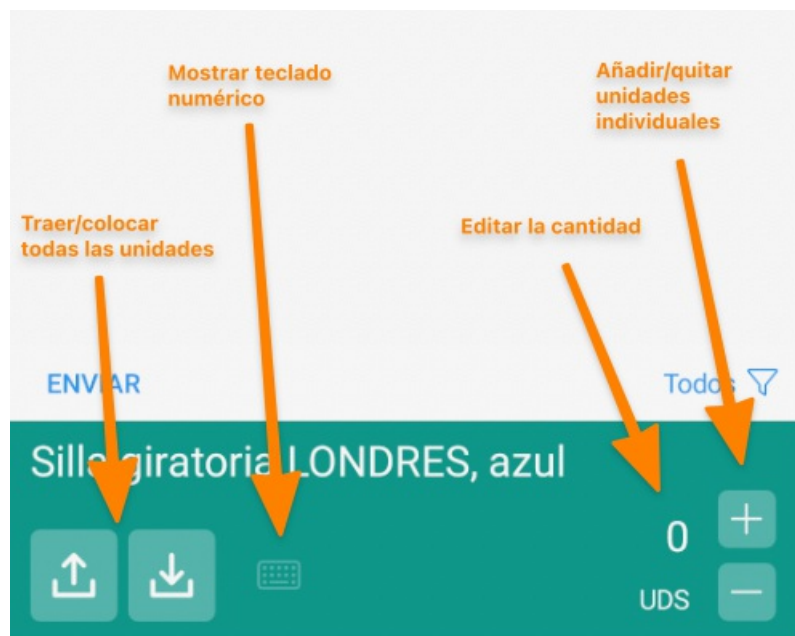 Mostrar teclado
numérico
Añadir/quitar
unidades
individuales
Traer/colocar
todas las unidades
Editar la cantidad
ENVIAR
Todos
Silla giratoria LONDRES, azul
0
UDS